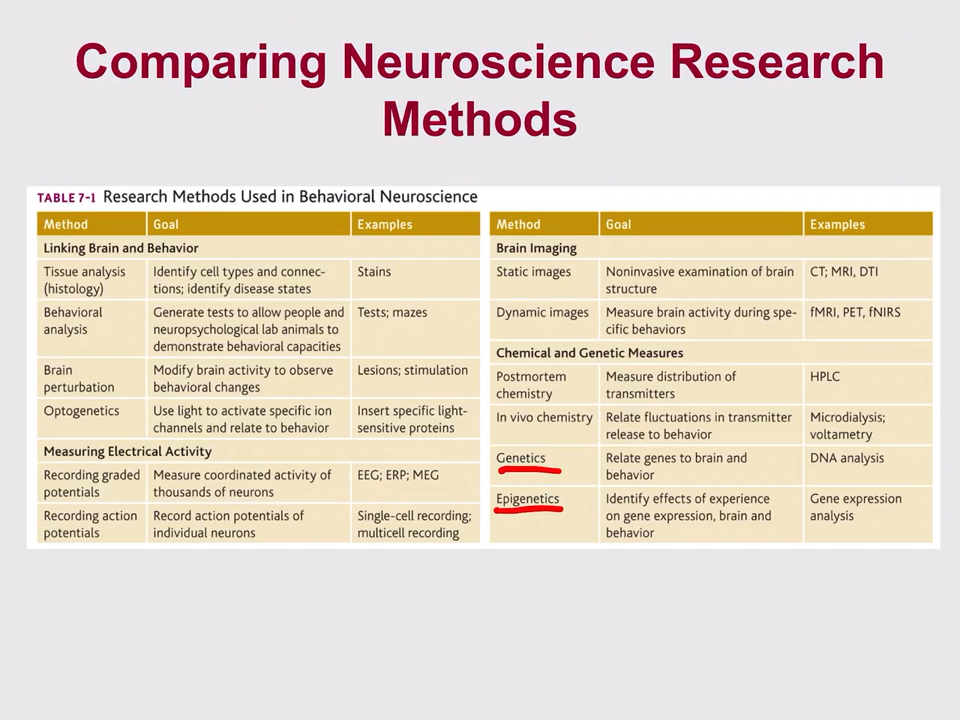 Comparing Neuroscience Research
Methods
TABLE 7-1 Research Methods Used in Behavioral Neuroscience
Method Goal Examples
Linking Brain and Behavior
Tissue analysis Identify cell types and connec- Stains
(histology) tions; identify disease states
Behavioral Generate tests to allow people and Tests; mazes
analysis neuropsychological lab animals to
demonstrate behavioral capacities
Brain Modify brain activity to observe Lesions; stimulation
perturbation behavioral changes
Optogenetics Use light to activate specific ion Insert specific light-
channels and relate to behavior sensitive proteins
Measuring Electrical Activity
Recording graded Measure coordinated activity of EEG; ERP; MEG
potentials thousands of neurons
Recording action Record action potentials of Single-cell recording;
potentials individual neurons multicell recording
Method Goal Examples
Brain Imaging
Static images Noninvasive examination of brain CT; MRI, DTI
structure
Dynamic images Measure brain activity during spe- fMRI, PET, fNIRS
cific behaviors
Chemical and Genetic Measures
Postmortem Measure distribution of HPLC
chemistry transmitters
In vivo chemistry Relate fluctuations in transmitter Microdialysis;
release to behavior voltametry
Genetics Relate genes to brain and DNA analysis
behavior
Epigenetics Identify effects of experience Gene expression
on gene expression, brain and analysis
behavior